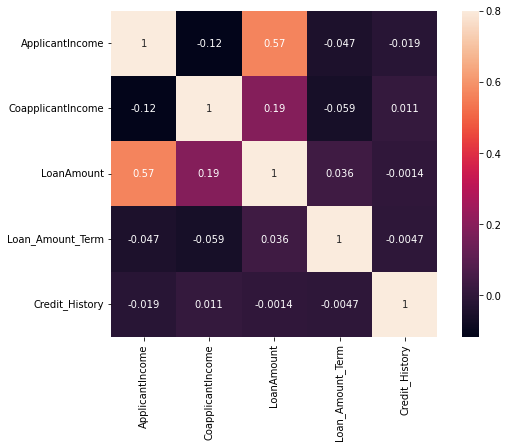 ApplicantIncome 1 -0.12 0.57 -0.047 -0.019
CoapplicantIncome -0.12 1 0.19 -0.059 0.011
LoanAmount 0.57 0.19 1 0.036 -0.0014
Loan_Amount_Term -0.047 -0.059 0.036 1 -0.0047
Credit_History -0.019 0.011 -0.0014 -0.0047 1
ApplicantIncome
CoapplicantIncome
LoanAmount
Loan_Amount_Term
Credit_History
0.8
0.6
0.4
0.2
0.0